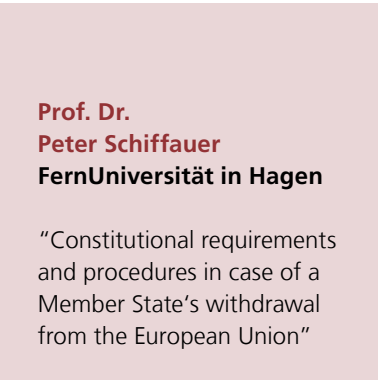 Prof. Dr.
Peter Schiffauer
FernUniversität in Hagen
“Constitutional requirements
and procedures in case of a
Member State‘s withdrawal
from the European Union”